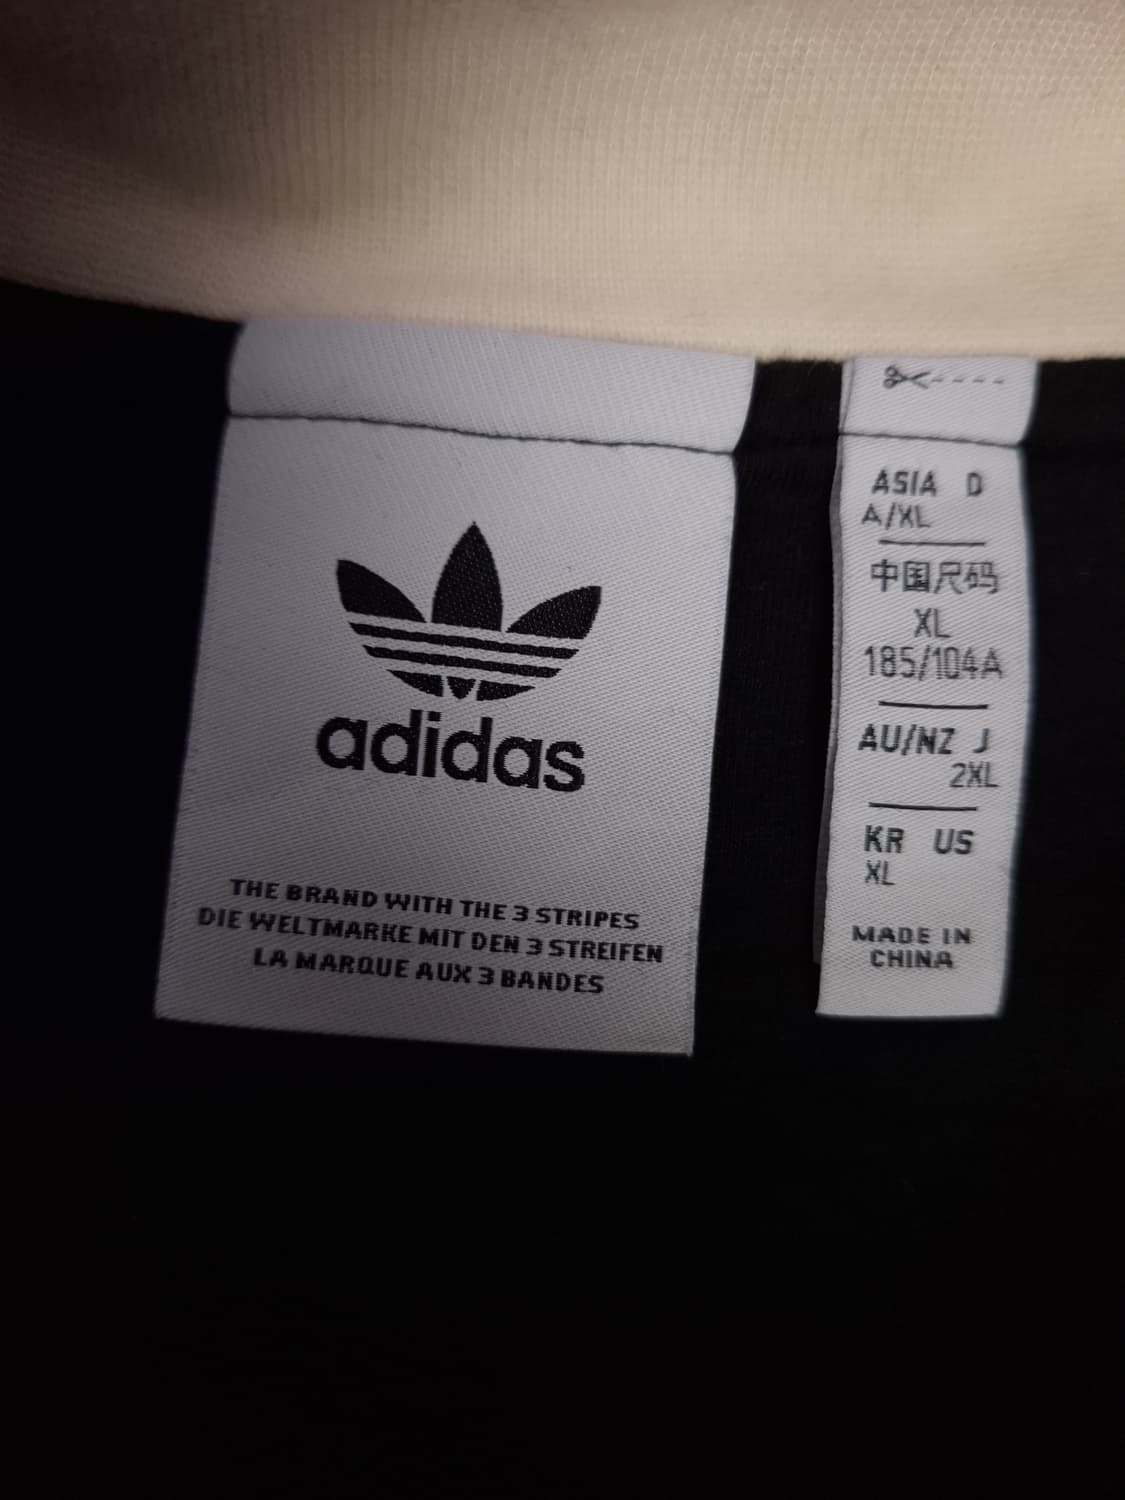 adidas
THE BRAND WITH THE 3 STRIPES
DIE WELTMARKE MIT DEN 3 STREIFEN
LA MARQUE AUX 3 BANDES
ASIA D
A/XL
中国尺码
XL
185/104A
AU/NZ J
2XL
KR US
XL
MADE IN
CHINA